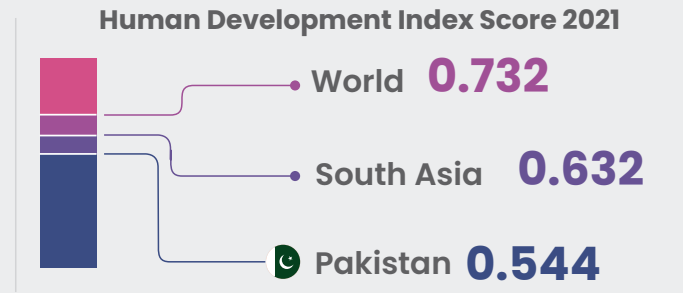 Human Development Index Score 2021
World 0.732
South Asia 0.632
Pakistan 0.544